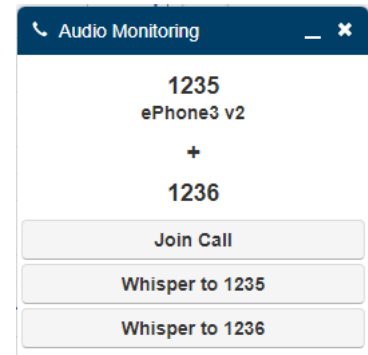 Audio Monitoring
1235
ePhone3 v2
+
1236
Join Call
Whisper to 1235
Whisper to 1236